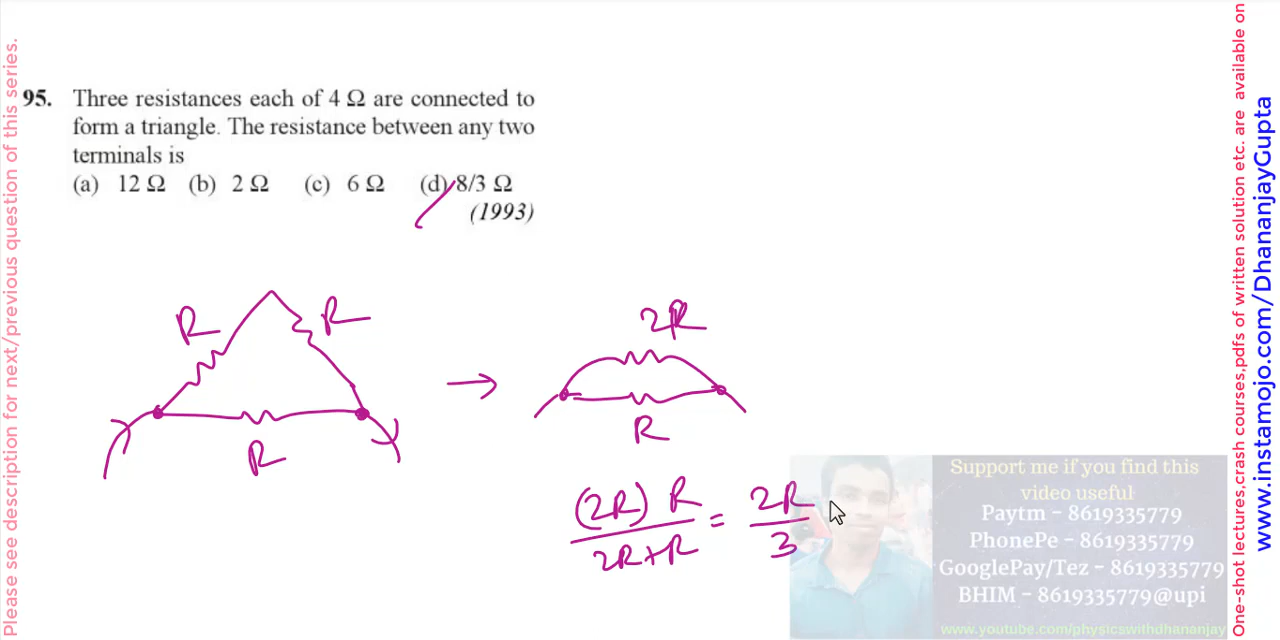 Please see description for next/previous question of this series.
95. Three resistances each of 4 Ω are connected to
form a triangle. The resistance between any two
terminals is
(a) 12 Ω (b) 2 Ω (c) 6 Ω (d) 8/3 Ω
(1993)
R
R
R
→
2R
R
(2R) R
2R+R
=
2R
3
Support me if you find this
video useful
Paytm - 8619335779
PhonePe - 8619335779
GooglePay/Tez - 8619335779
BHIM - 8619335779@upi
www.youtube.com/physicswithdhananjay
One-shot lectures,crash courses,pdfs of written solution etc. are available on
www.instamojo.com/DhananjayGupta